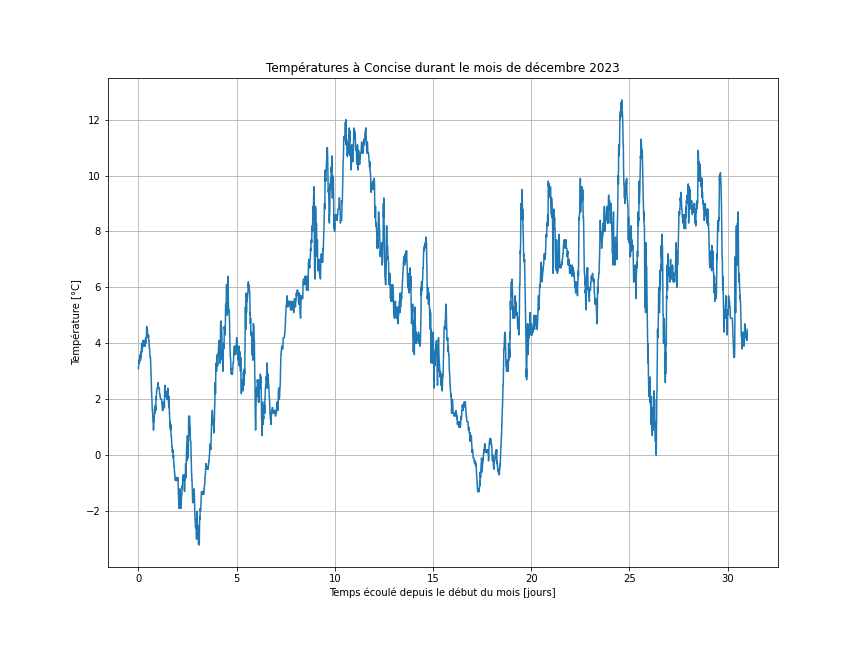 Températures à Concise durant le mois de décembre 2023
12
10
8
6
4
2
0
−2
Température [°C]
0 5 10 15 20 25 30
Temps écoulé depuis le début du mois [jours]